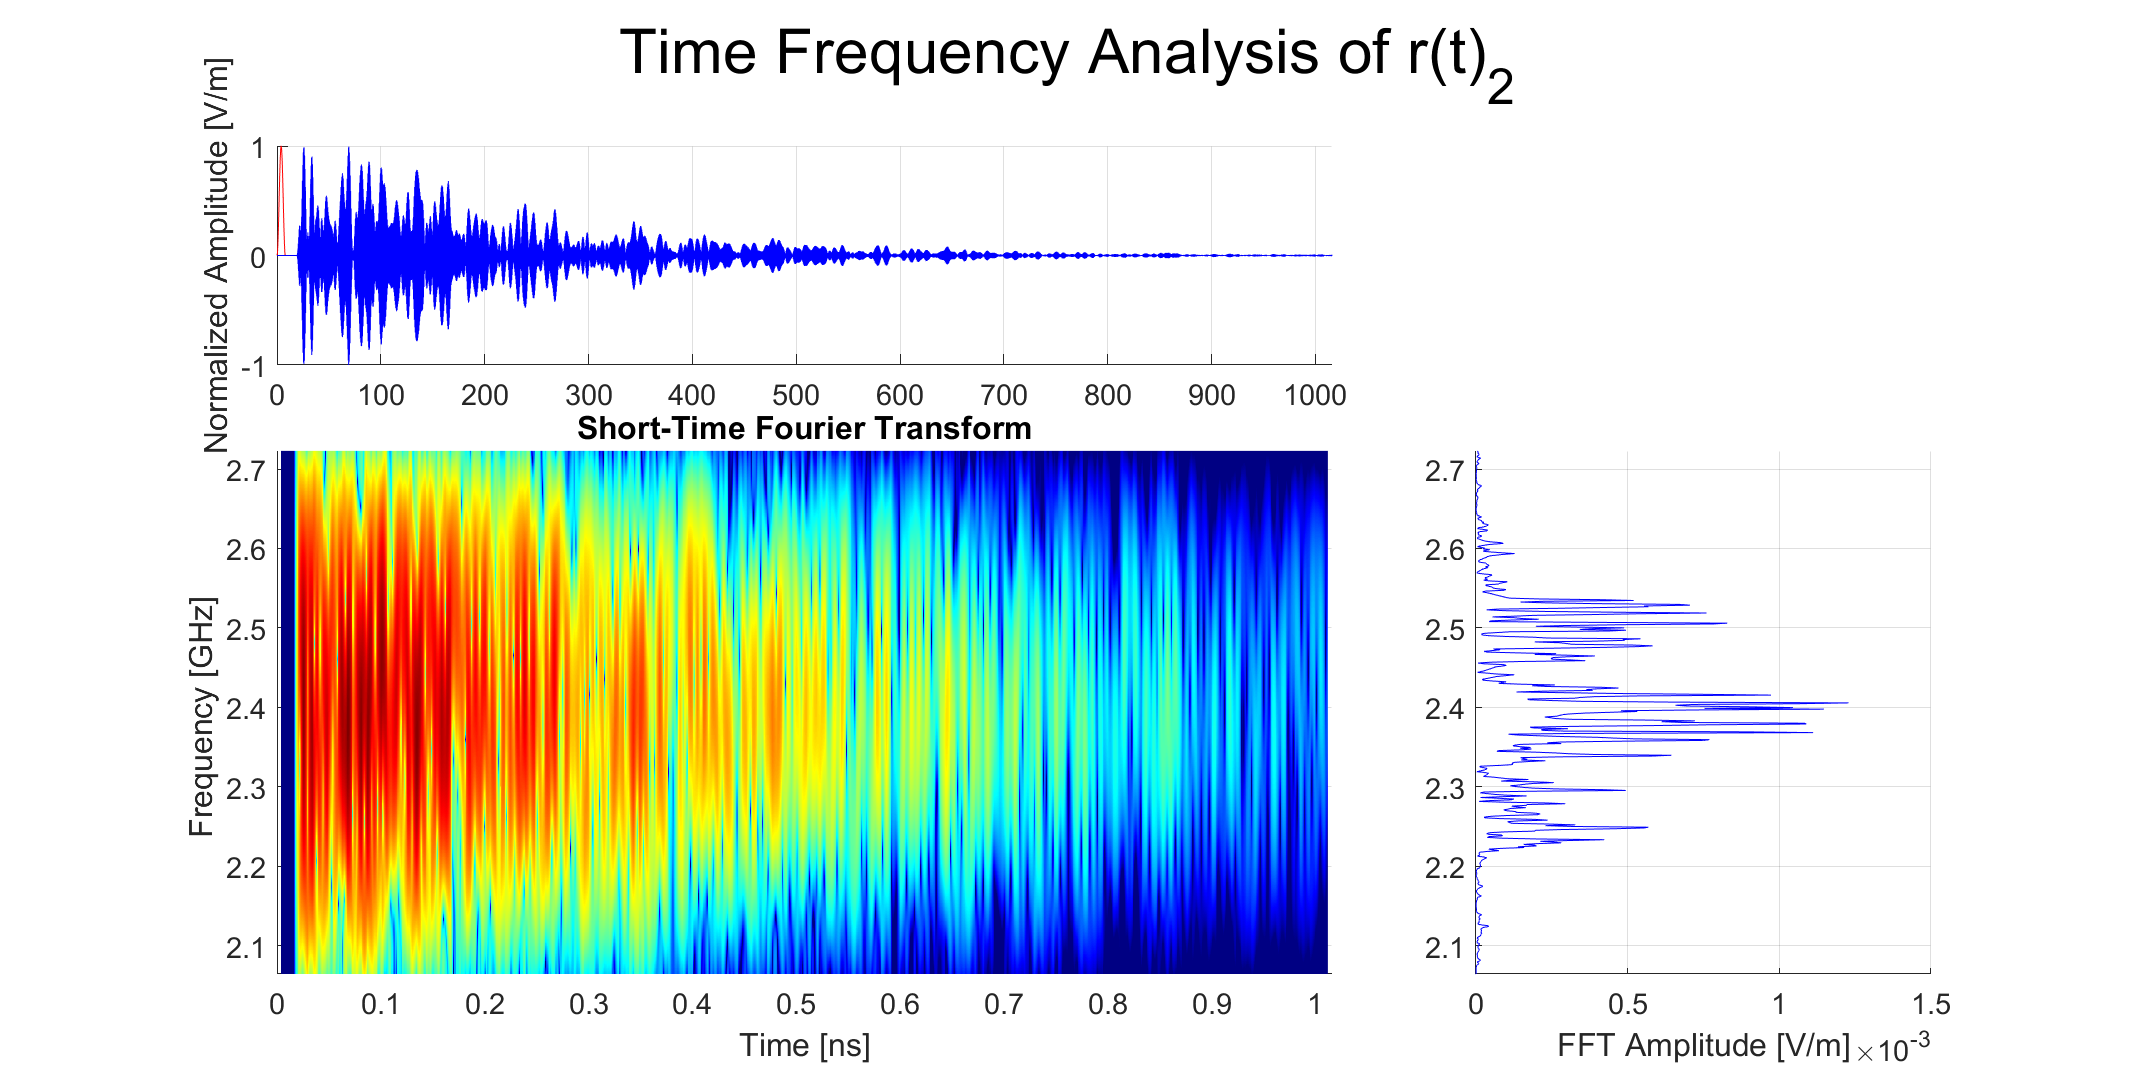 Time Frequency Analysis of r(t)₂
Normalized Amplitude [V/m]
1
0
-1
0 100 200 300 400 500 600 700 800 900 1000
Short-Time Fourier Transform
Frequency [GHz]
2.7
2.6
2.5
2.4
2.3
2.2
2.1
0 0.1 0.2 0.3 0.4 0.5 0.6 0.7 0.8 0.9 1
Time [ns]
2.7
2.6
2.5
2.4
2.3
2.2
2.1
0 0.5 1 1.5
FFT Amplitude [V/m] ×10⁻³